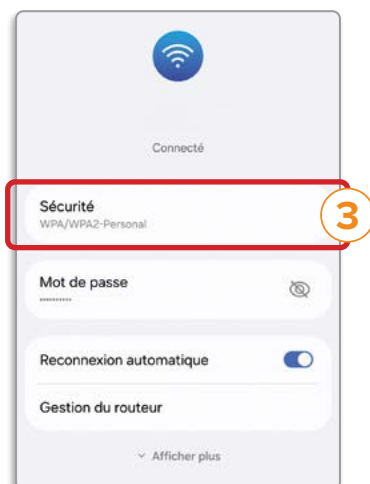 Connecté
Sécurité
WPA/WPA2-Personal
3
Mot de passe
••••••••••
Reconnexion automatique
Gestion du routeur
Afficher plus